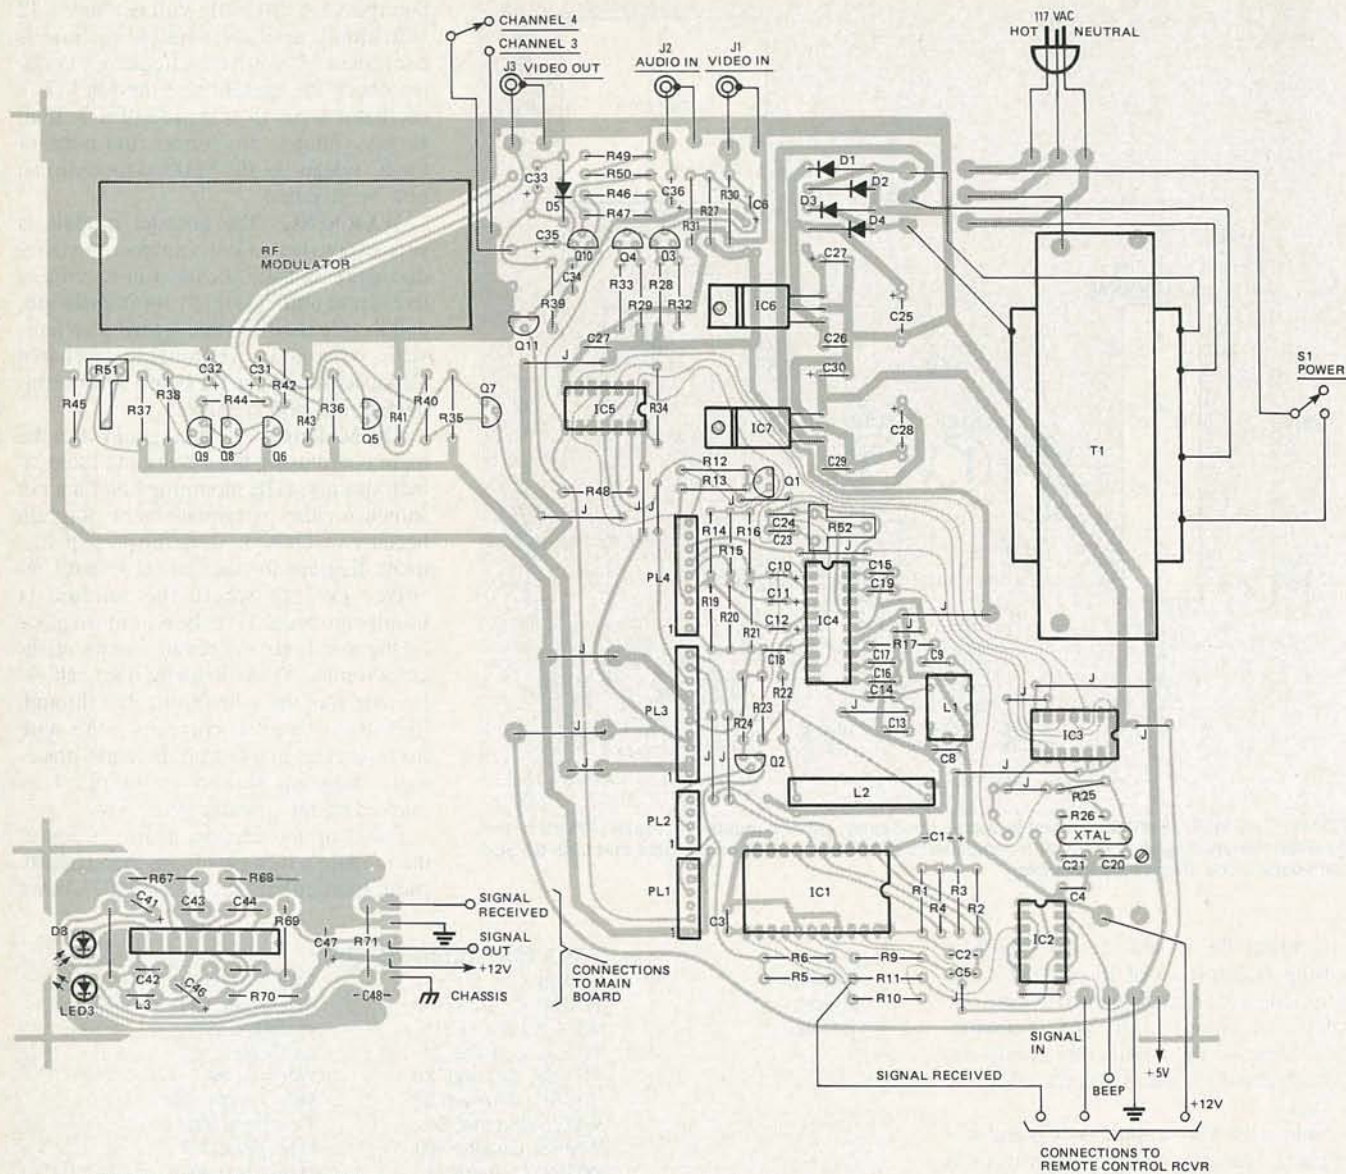 CHANNEL 4
CHANNEL 3
J3 VIDEO OUT
J2
AUDIO IN
J1
VIDEO IN
117 VAC
HOT NEUTRAL
RF
MODULATOR
C33
D5
R49
R50
R46
R47
C36
R31
R27
R30
IC6
D1
D2
D3
D4
C35
Q10
Q4
Q3
C34
R39
R33
R29
R28
R32
Q11
C27
IC6
C27
C25
C26
C30
S1
POWER
R51
R45
R37
R38
C32
C31
R42
R44
R43
R36
Q5
R41
R40
R35
Q7
Q9
Q8
Q6
J
IC5
R34
IC7
C28
C29
T1
R48
J
J
J
R12
R13
Q1
J
R14
R15
R16
C24
C23
R52
J
PL4
1
C10
C11
C12
C18
R19
R20
R21
IC4
C15
C19
J
R17
C17
C16
C14
C9
J
C13
L1
C8
J
J
J
PL3
1
R24
R23
R22
J J
Q2
L2
J
J
IC3
J
J
J
R25
R26
XTAL
C21
C20
PL2
1
PL1
1
C1
IC1
C3
R1
R4
R3
R2
C4
IC2
R6
R5
R9
R11
R10
C2
C5
J
R67
R68
C41
C43
C44
R69
D8
LED3
C42
L3
C46
R70
C47
R71
C48
SIGNAL
RECEIVED
SIGNAL
OUT
+12V
CHASSIS
CONNECTIONS
TO MAIN
BOARD
SIGNAL
IN
SIGNAL RECEIVED
BEEP
+5V
+12V
CONNECTIONS TO
REMOTE CONTROL RCVR